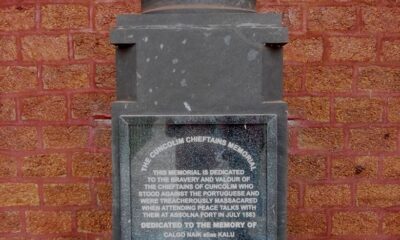 THE CUNCOLIM CHIEFTAINS MEMORIAL
THIS MEMORIAL IS DEDICATED
TO THE BRAVERY AND VALOUR OF
THE CHIEFTAINS OF CUNCOLIM WHO
STOOD AGAINST THE PORTUGUESE AND
WERE TREACHEROUSLY MASSACARED
WHEN ATTENDING PEACE TALKS WITH
THEM AT ASSOLNA FORT IN JULY 1583
DEDICATED TO THE MEMORY OF
CALGO NAIK alias KALU